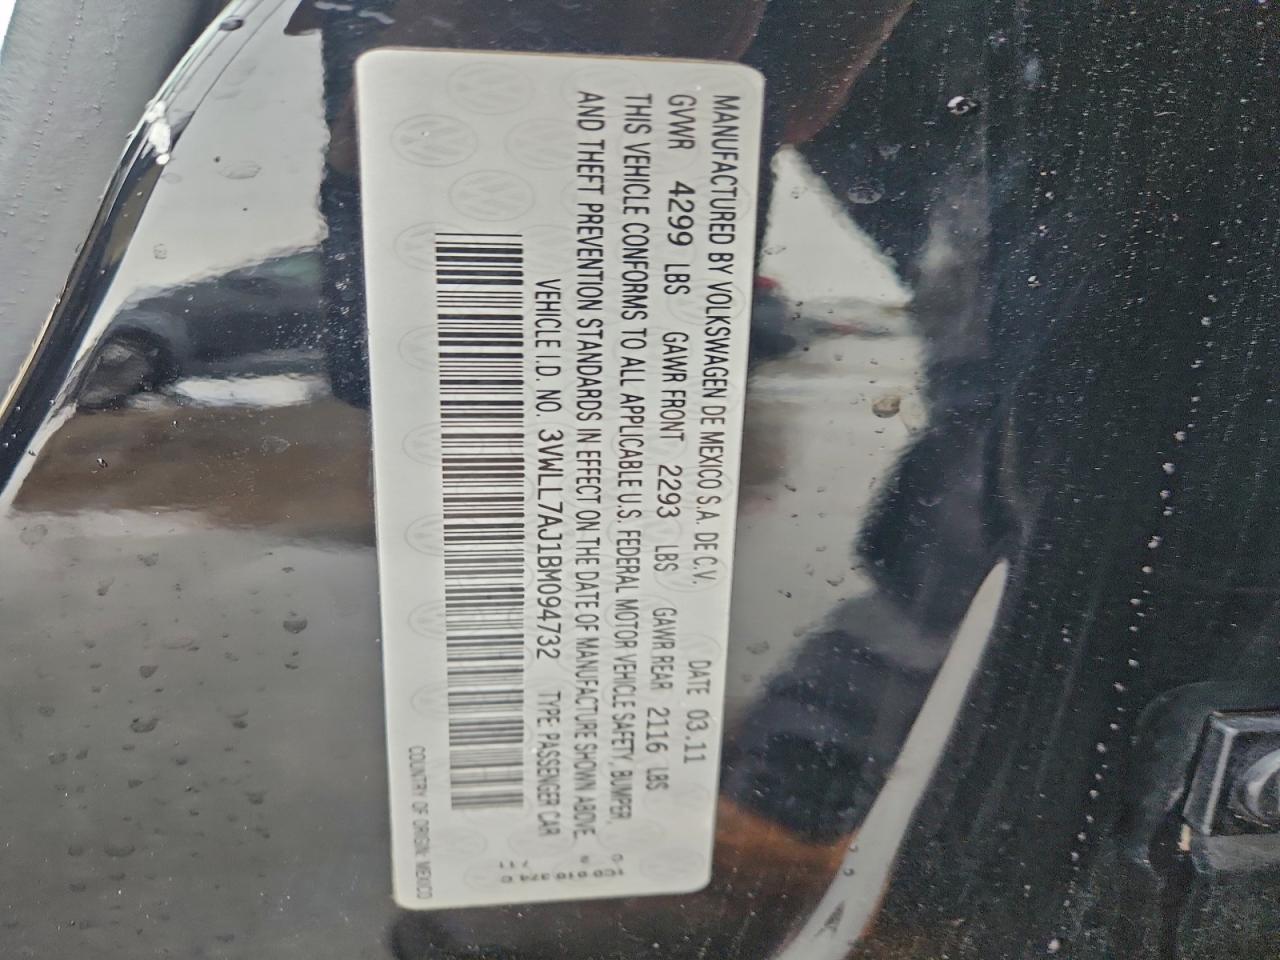 MANUFACTURED BY VOLKSWAGEN DE MEXICO S.A. DE C.V. DATE 03.11
GVWR 4299 LBS GAWR FRONT 2293 LBS GAWR REAR 2116 LBS
THIS VEHICLE CONFORMS TO ALL APPLICABLE U.S. FEDERAL MOTOR VEHICLE SAFETY, BUMPER,
AND THEFT PREVENTION STANDARDS IN EFFECT ON THE DATE OF MANUFACTURE SHOWN ABOVE.
VEHICLE I.D. NO. 3VWLL7AJ1BM094732 TYPE PASSENGER CAR
COUNTRY OF ORIGIN: MEXICO